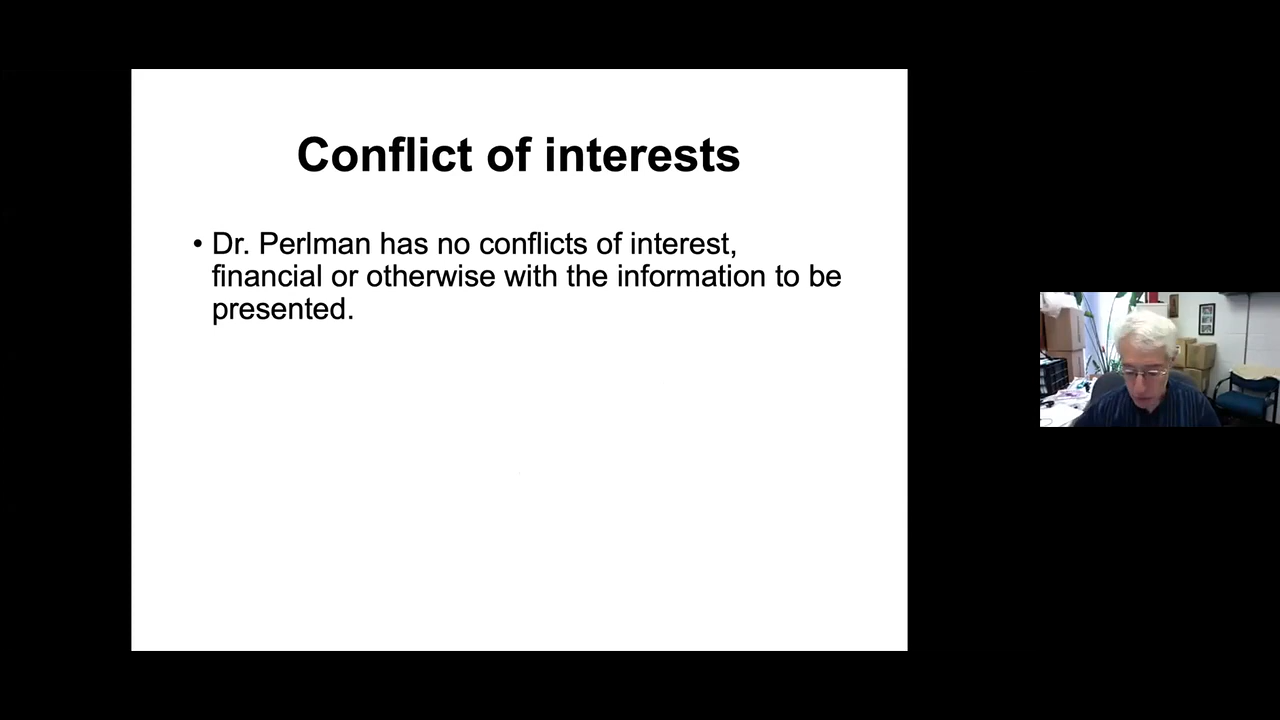 Conflict of interests
• Dr. Perlman has no conflicts of interest,
financial or otherwise with the information to be
presented.